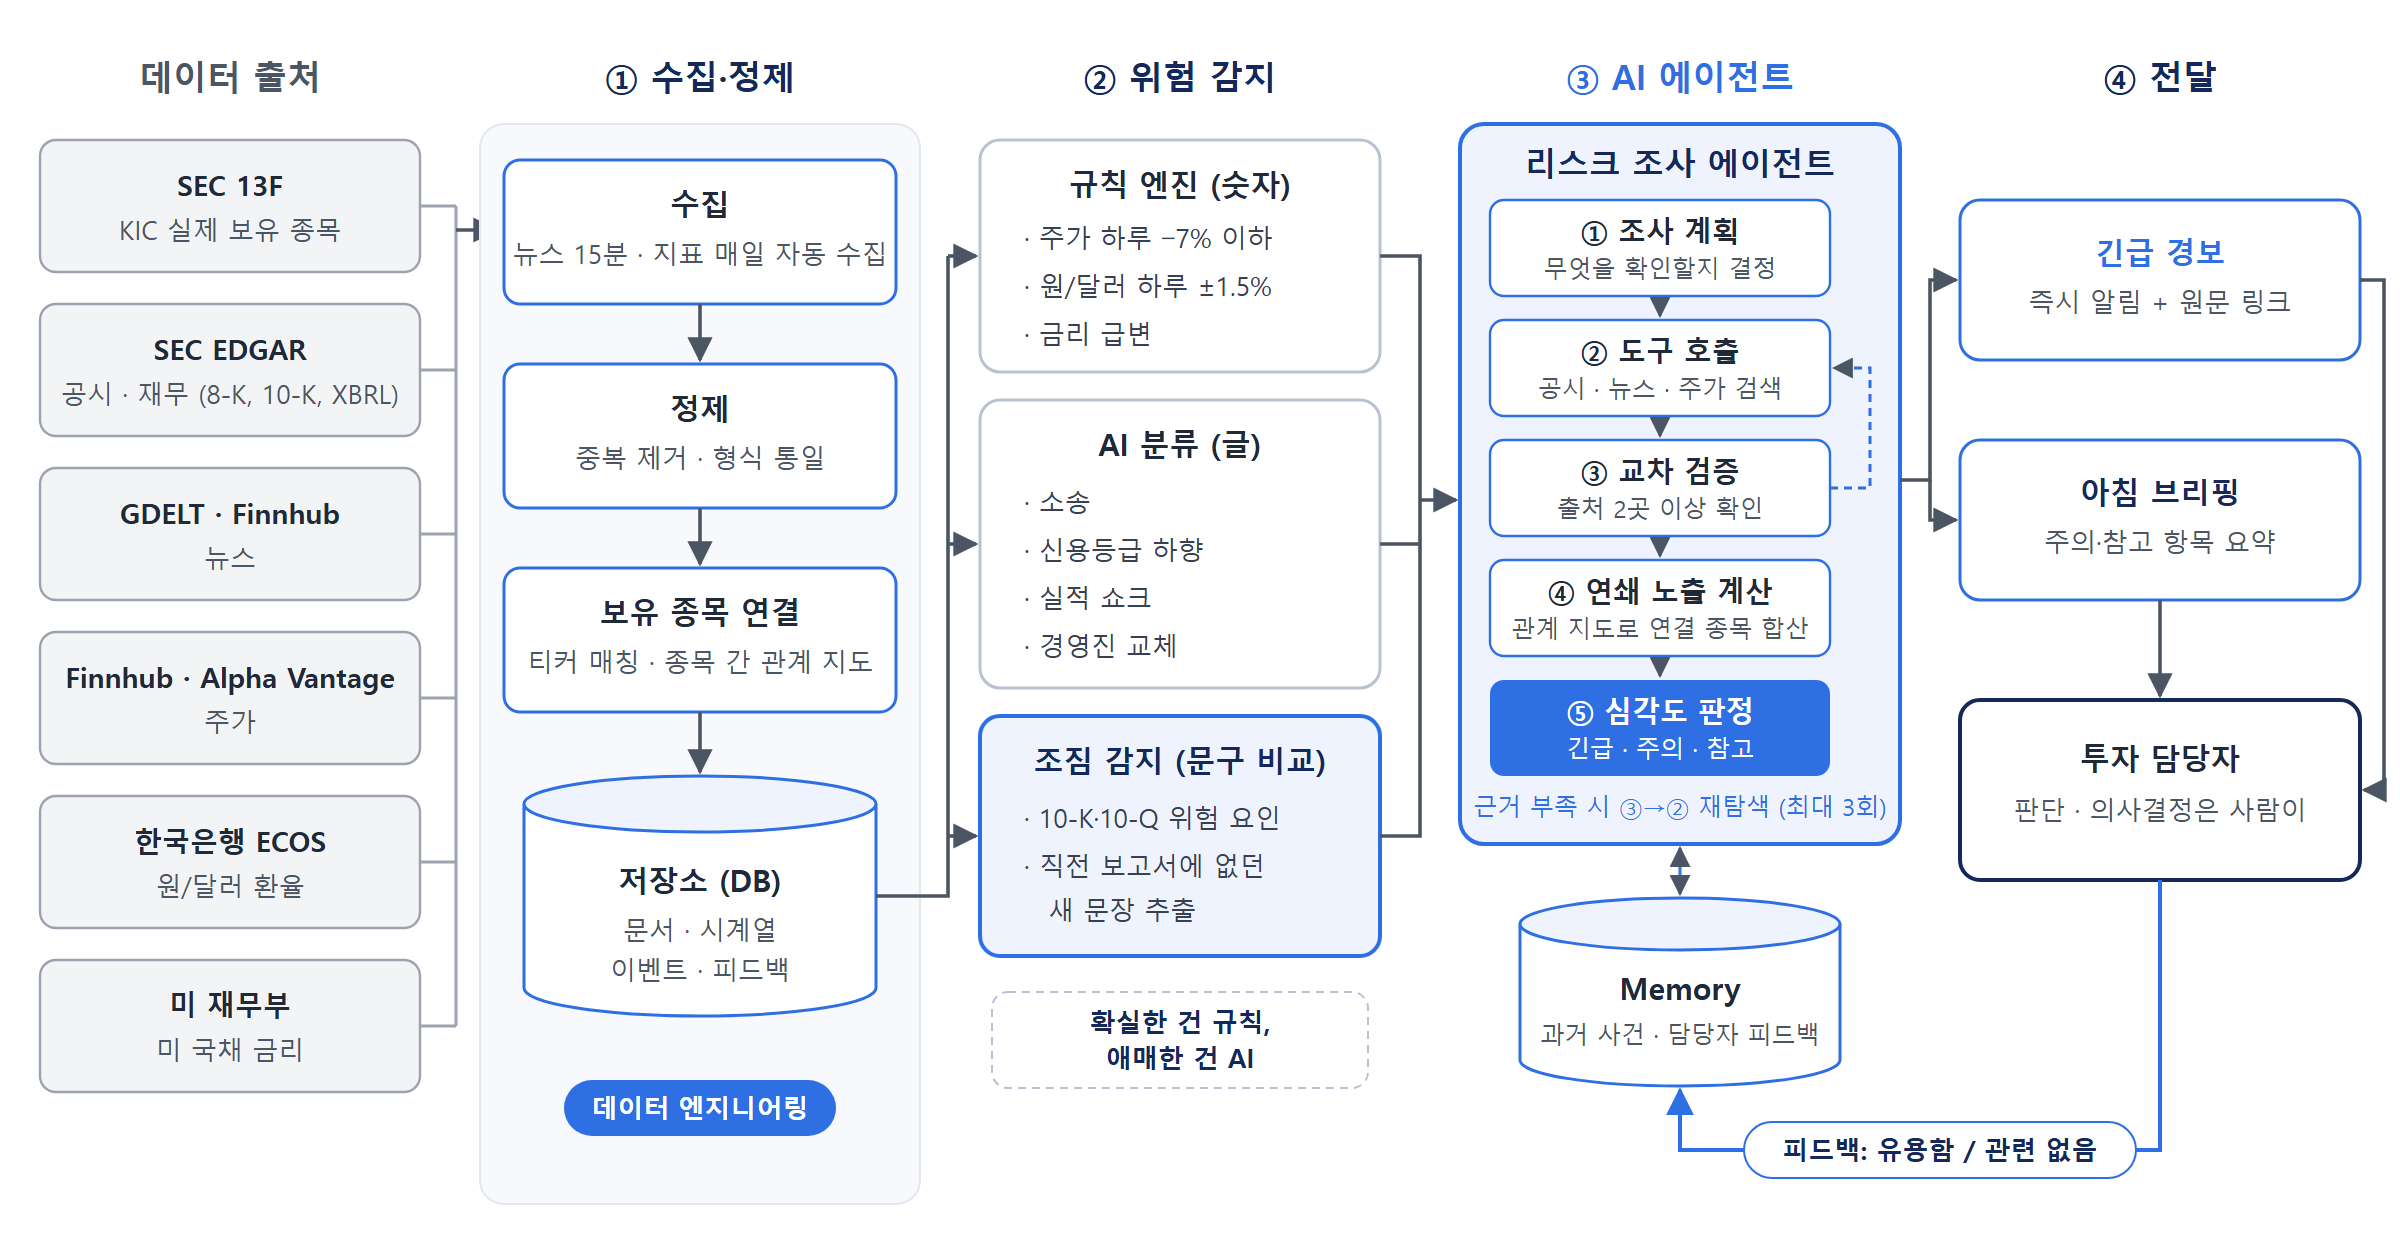 데이터 출처
SEC 13F
KIC 실제 보유 종목
SEC EDGAR
공시 · 재무 (8-K, 10-K, XBRL)
GDELT · Finnhub
뉴스
Finnhub · Alpha Vantage
주가
한국은행 ECOS
원/달러 환율
미 재무부
미 국채 금리
① 수집·정제
수집
뉴스 15분 · 지표 매일 자동 수집
정제
중복 제거 · 형식 통일
보유 종목 연결
티커 매칭 · 종목 간 관계 지도
저장소 (DB)
문서 · 시계열
이벤트 · 피드백
데이터 엔지니어링
② 위험 감지
규칙 엔진 (숫자)
· 주가 하루 −7% 이하
· 원/달러 하루 ±1.5%
· 금리 급변
AI 분류 (글)
· 소송
· 신용등급 하향
· 실적 쇼크
· 경영진 교체
조짐 감지 (문구 비교)
· 10-K·10-Q 위험 요인
· 직전 보고서에 없던
새 문장 추출
확실한 건 규칙,
애매한 건 AI
③ AI 에이전트
리스크 조사 에이전트
① 조사 계획
무엇을 확인할지 결정
② 도구 호출
공시 · 뉴스 · 주가 검색
③ 교차 검증
출처 2곳 이상 확인
④ 연쇄 노출 계산
관계 지도로 연결 종목 합산
⑤ 심각도 판정
긴급 · 주의 · 참고
근거 부족 시 ③→② 재탐색 (최대 3회)
Memory
과거 사건 · 담당자 피드백
④ 전달
긴급 경보
즉시 알림 + 원문 링크
아침 브리핑
주의·참고 항목 요약
투자 담당자
판단 · 의사결정은 사람이
피드백: 유용함 / 관련 없음